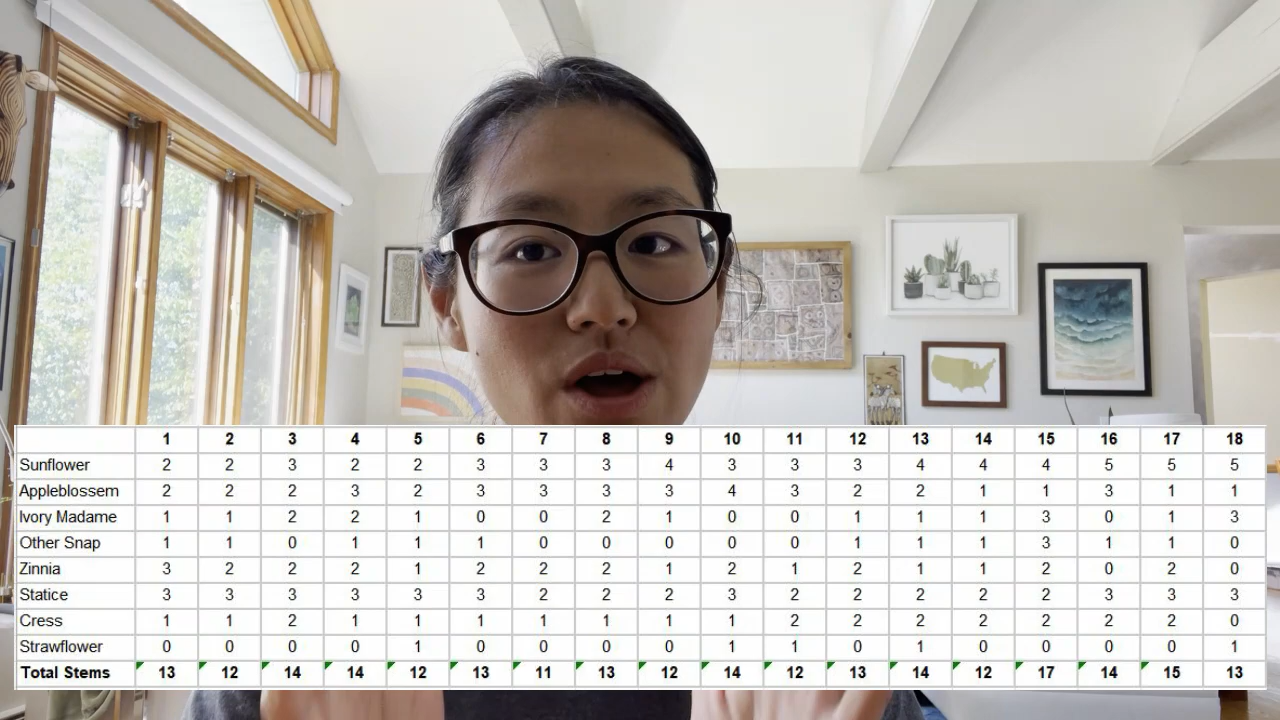 1 2 3 4 5 6 7 8 9 10 11 12 13 14 15 16 17 18
Sunflower 2 2 3 2 2 3 3 3 4 3 3 3 4 4 4 5 5 5
Appleblossem 2 2 2 3 2 3 3 3 3 4 3 2 2 1 1 3 1 1
Ivory Madame 1 1 2 2 1 0 0 2 1 0 0 1 1 1 3 0 1 3
Other Snap 1 1 0 1 1 1 0 0 0 0 0 1 1 1 3 1 1 0
Zinnia 3 2 2 2 1 2 2 2 1 2 1 2 1 1 2 0 2 0
Statice 3 3 3 3 3 3 2 2 2 3 2 2 2 2 2 3 3 3
Cress 1 1 2 1 1 1 1 1 1 1 2 2 2 2 2 2 2 0
Strawflower 0 0 0 0 1 0 0 0 0 1 1 0 1 0 0 0 0 1
Total Stems 13 12 14 14 12 13 11 13 12 14 12 13 14 12 17 14 15 13